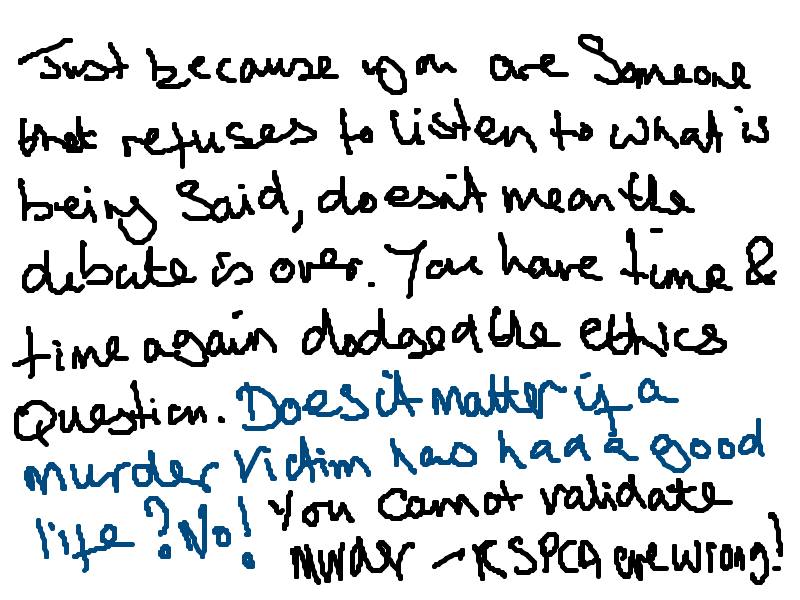 Just because you are Someone
that refuses to listen to what is
being Said, doesn't mean the
debate is over. You have time &
time again dodged the ethics
Question. Does it matter if a
murder victim has had a good
life? No! You cannot validate
murder - RSPCA are wrong!